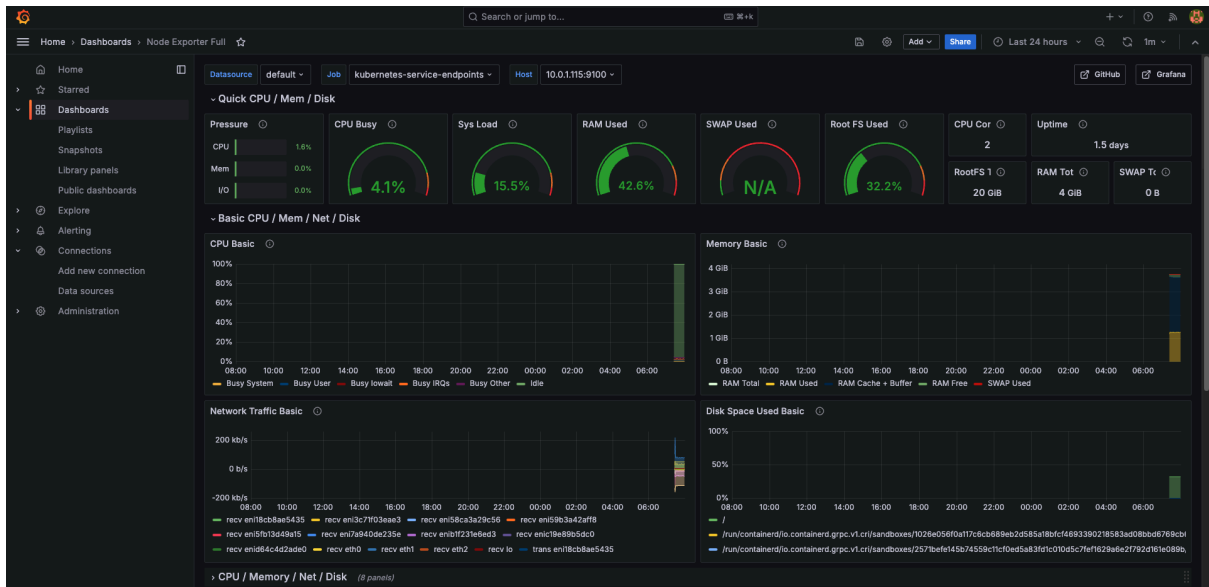 Search or jump to...
⌘+k
Home › Dashboards › Node Exporter Full
Add
Share
Last 24 hours
1m
Home
Starred
Dashboards
Playlists
Snapshots
Library panels
Public dashboards
Explore
Alerting
Connections
Add new connection
Data sources
Administration
Datasource default
Job kubernetes-service-endpoints
Host 10.0.1.115:9100
GitHub
Grafana
Quick CPU / Mem / Disk
Pressure
CPU 1.6%
Mem 0.0%
I/O 0.0%
CPU Busy
4.1%
Sys Load
15.5%
RAM Used
42.6%
SWAP Used
N/A
Root FS Used
32.2%
CPU Cor
2
Uptime
1.5 days
RootFS 1
20 GiB
RAM Tot
4 GiB
SWAP Tc
0 B
Basic CPU / Mem / Net / Disk
CPU Basic
100%
80%
60%
40%
20%
0%
08:00 10:00 12:00 14:00 16:00 18:00 20:00 22:00 00:00 02:00 04:00 06:00
Busy System Busy User Busy Iowait Busy IRQs Busy Other Idle
Memory Basic
4 GiB
3 GiB
2 GiB
1 GiB
0 B
08:00 10:00 12:00 14:00 16:00 18:00 20:00 22:00 00:00 02:00 04:00 06:00
RAM Total RAM Used RAM Cache + Buffer RAM Free SWAP Used
Network Traffic Basic
200 kb/s
0 b/s
-200 kb/s
08:00 10:00 12:00 14:00 16:00 18:00 20:00 22:00 00:00 02:00 04:00 06:00
recv eni18cb8ae5435 recv eni3c71f03eae3 recv eni58ca3a29c56 recv eni59b3a42aff8
recv eni5fb13d49a15 recv eni7a940de235e recv enib1f231e6ed3 recv enic19e89b5dc0
recv enid64c4d2ade0 recv eth0 recv eth1 recv eth2 recv lo trans eni18cb8ae5435
Disk Space Used Basic
100%
50%
0%
08:00 10:00 12:00 14:00 16:00 18:00 20:00 22:00 00:00 02:00 04:00 06:00
/
/run/containerd/io.containerd.grpc.v1.cri/sandboxes/1026e056f0a117c6cb689eb2d585a18bfcf4693390218583ad08bbd6769cb
/run/containerd/io.containerd.grpc.v1.cri/sandboxes/2571befe145b74559c11cf0ed5a83fd1c010d5c7fef1629a6e2f792d161e089b
CPU / Memory / Net / Disk (8 panels)